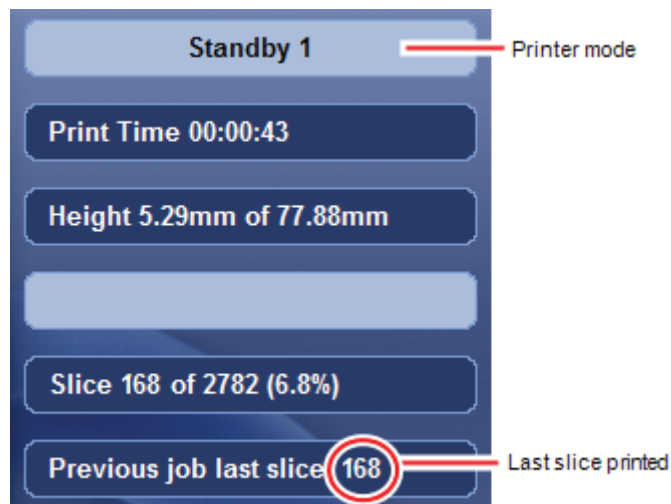 Standby 1
Printer mode
Print Time 00:00:43
Height 5.29mm of 77.88mm
Slice 168 of 2782 (6.8%)
Previous job last slice 168
Last slice printed